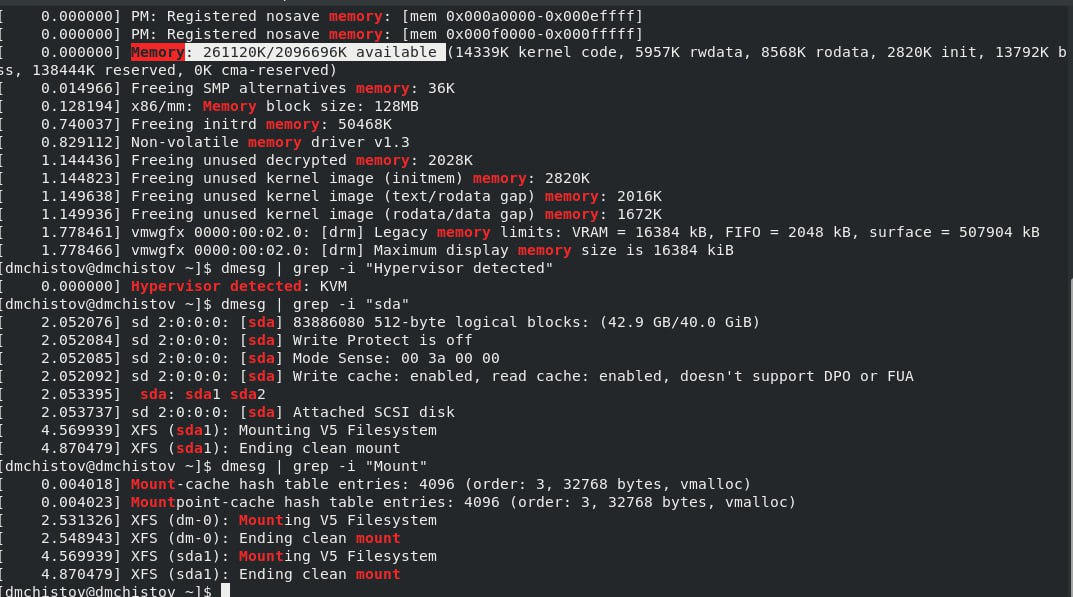 [    0.000000] PM: Registered nosave memory: [mem 0x000a0000-0x000effff]
[    0.000000] PM: Registered nosave memory: [mem 0x000f0000-0x000fffff]
[    0.000000] Memory: 261120K/2096696K available (14339K kernel code, 5957K rwdata, 8568K rodata, 2820K init, 13792K b
ss, 138444K reserved, 0K cma-reserved)
[    0.014966] Freeing SMP alternatives memory: 36K
[    0.128194] x86/mm: Memory block size: 128MB
[    0.740037] Freeing initrd memory: 50468K
[    0.829112] Non-volatile memory driver v1.3
[    1.144436] Freeing unused decrypted memory: 2028K
[    1.144823] Freeing unused kernel image (initmem) memory: 2820K
[    1.149638] Freeing unused kernel image (text/rodata gap) memory: 2016K
[    1.149936] Freeing unused kernel image (rodata/data gap) memory: 1672K
[    1.778461] vmwgfx 0000:00:02.0: [drm] Legacy memory limits: VRAM = 16384 kB, FIFO = 2048 kB, surface = 507904 kB
[    1.778466] vmwgfx 0000:00:02.0: [drm] Maximum display memory size is 16384 kiB
[dmchistov@dmchistov ~]$ dmesg | grep -i "Hypervisor detected"
[    0.000000] Hypervisor detected: KVM
[dmchistov@dmchistov ~]$ dmesg | grep -i "sda"
[    2.052076] sd 2:0:0:0: [sda] 83886080 512-byte logical blocks: (42.9 GB/40.0 GiB)
[    2.052084] sd 2:0:0:0: [sda] Write Protect is off
[    2.052085] sd 2:0:0:0: [sda] Mode Sense: 00 3a 00 00
[    2.052092] sd 2:0:0:0: [sda] Write cache: enabled, read cache: enabled, doesn't support DPO or FUA
[    2.053395]  sda: sda1 sda2
[    2.053737] sd 2:0:0:0: [sda] Attached SCSI disk
[    4.569939] XFS (sda1): Mounting V5 Filesystem
[    4.870479] XFS (sda1): Ending clean mount
[dmchistov@dmchistov ~]$ dmesg | grep -i "Mount"
[    0.004018] Mount-cache hash table entries: 4096 (order: 3, 32768 bytes, vmalloc)
[    0.004023] Mountpoint-cache hash table entries: 4096 (order: 3, 32768 bytes, vmalloc)
[    2.531326] XFS (dm-0): Mounting V5 Filesystem
[    2.548943] XFS (dm-0): Ending clean mount
[    4.569939] XFS (sda1): Mounting V5 Filesystem
[    4.870479] XFS (sda1): Ending clean mount
[dmchistov@dmchistov ~]$